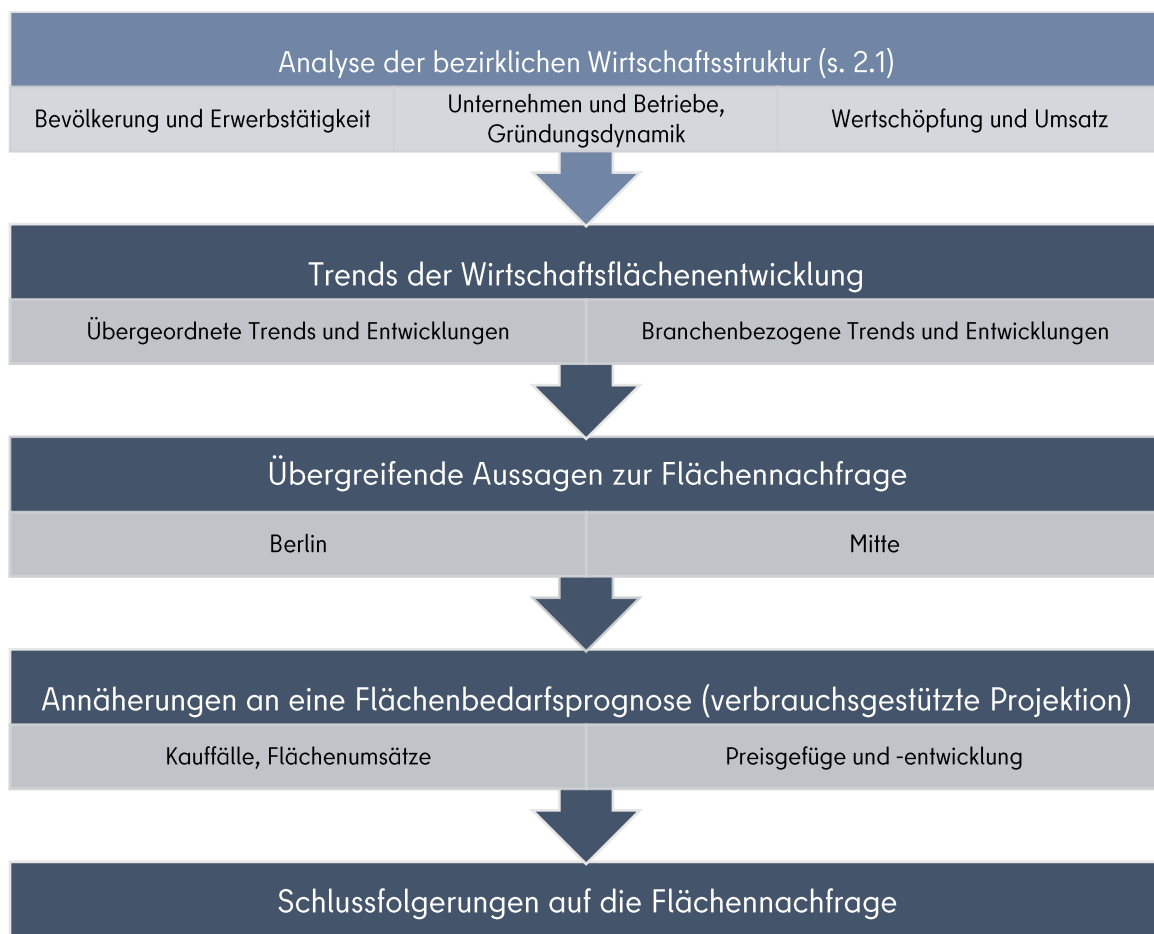 Analyse der bezirklichen Wirtschaftsstruktur (s. 2.1)
Bevölkerung und Erwerbstätigkeit
Unternehmen und Betriebe,
Gründungsdynamik
Wertschöpfung und Umsatz
Trends der Wirtschaftsflächenentwicklung
Übergeordnete Trends und Entwicklungen
Branchenbezogene Trends und Entwicklungen
Übergreifende Aussagen zur Flächennachfrage
Berlin
Mitte
Annäherungen an eine Flächenbedarfsprognose (verbrauchsgestützte Projektion)
Kauffälle, Flächenumsätze
Preisgefüge und -entwicklung
Schlussfolgerungen auf die Flächennachfrage